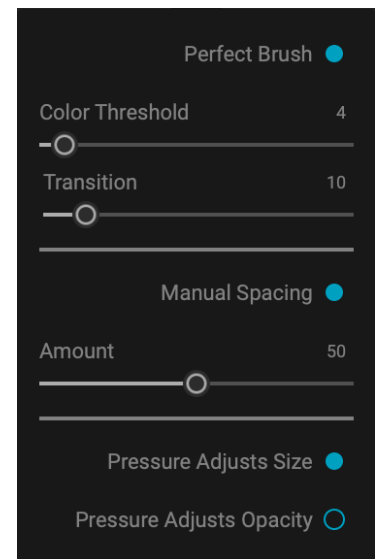 Perfect Brush
Color Threshold 4
Transition 10
Manual Spacing
Amount 50
Pressure Adjusts Size
Pressure Adjusts Opacity